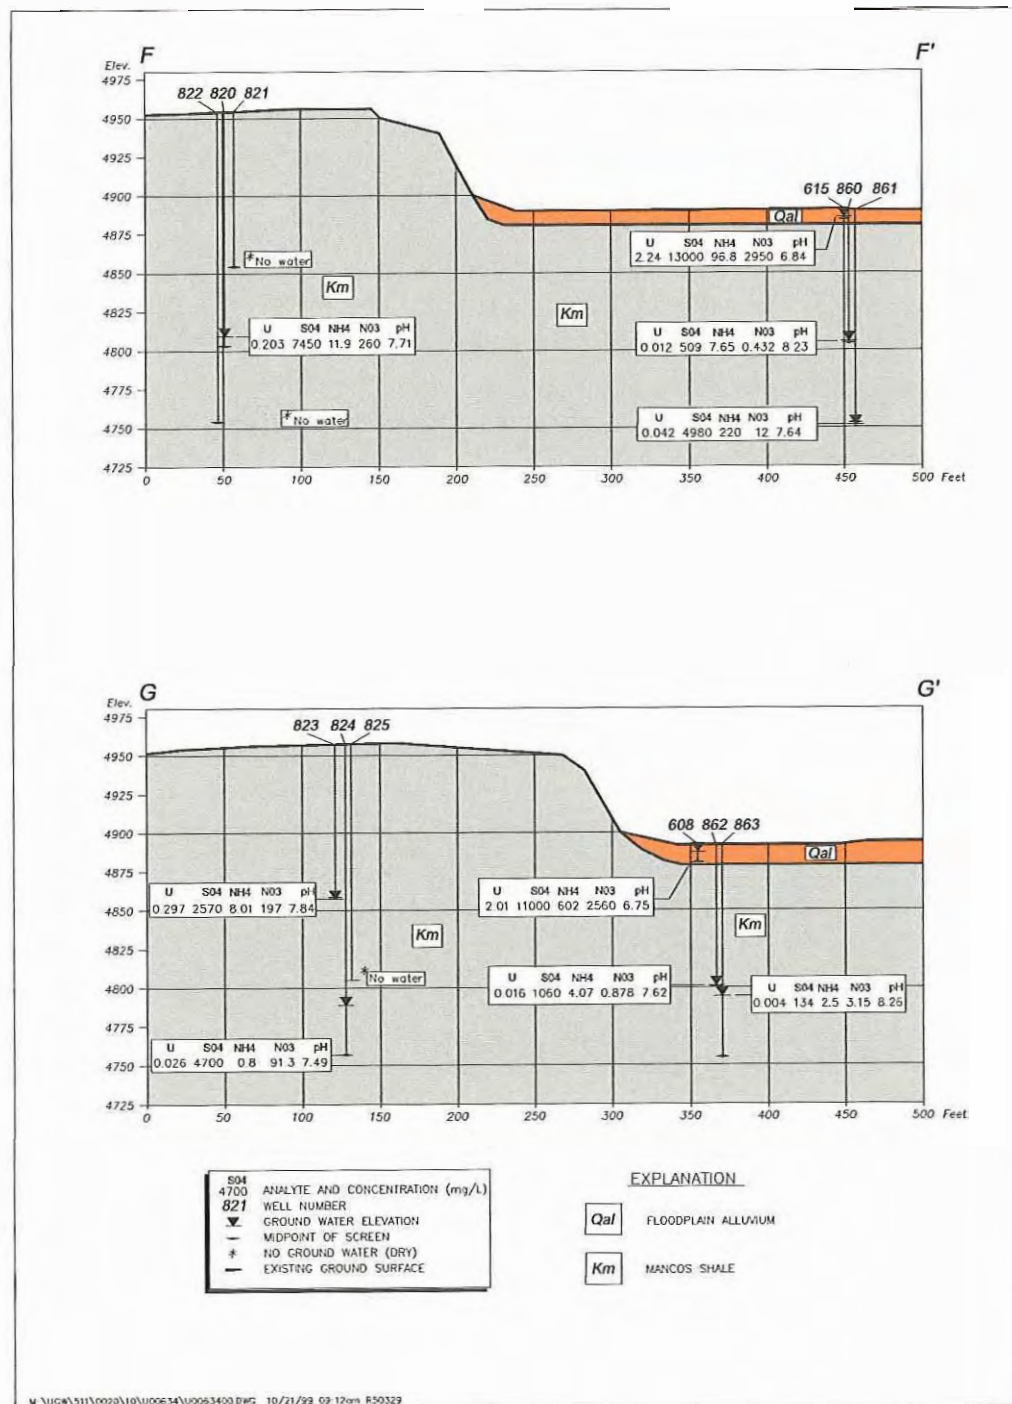 F F'
Elev.
4975
822 820 821
4950
4925
4900
615 860 861
Qal
4875
U S04 NH4 N03 pH
2.24 13000 96.8 2950 6.84
*No water
4850
Km
Km
4825
U S04 NH4 N03 pH
0.203 7450 11.9 260 7.71
U S04 NH4 N03 pH
0.012 509 7.65 0.432 8.23
4800
4775
*No water
U S04 NH4 N03 pH
0.042 4980 220 12 7.64
4750
4725
0 50 100 150 200 250 300 350 400 450 500 Feet
G G'
Elev.
4975
823 824 825
4950
4925
4900
608 862 863
Qal
4875
U S04 NH4 N03 pH
0.297 2570 8.01 197 7.84
U S04 NH4 N03 pH
2.01 11000 602 2560 6.75
4850
Km
Km
4825
*No water
U S04 NH4 N03 pH
0.016 1060 4.07 0.878 7.62
U S04 NH4 N03 pH
0.004 134 2.5 3.15 8.26
4800
4775
U S04 NH4 N03 pH
0.026 4700 0.8 91.3 7.49
4750
4725
0 50 100 150 200 250 300 350 400 450 500 Feet
S04
4700 ANALYTE AND CONCENTRATION (mg/L)
821 WELL NUMBER
GROUND WATER ELEVATION
MIDPOINT OF SCREEN
* NO GROUND WATER (DRY)
EXISTING GROUND SURFACE
EXPLANATION
Qal FLOODPLAIN ALLUVIUM
Km MANCOS SHALE
M:\UGW\511\0020\10\U00634\U0063400.DWG 10/21/99 09:12am R50329